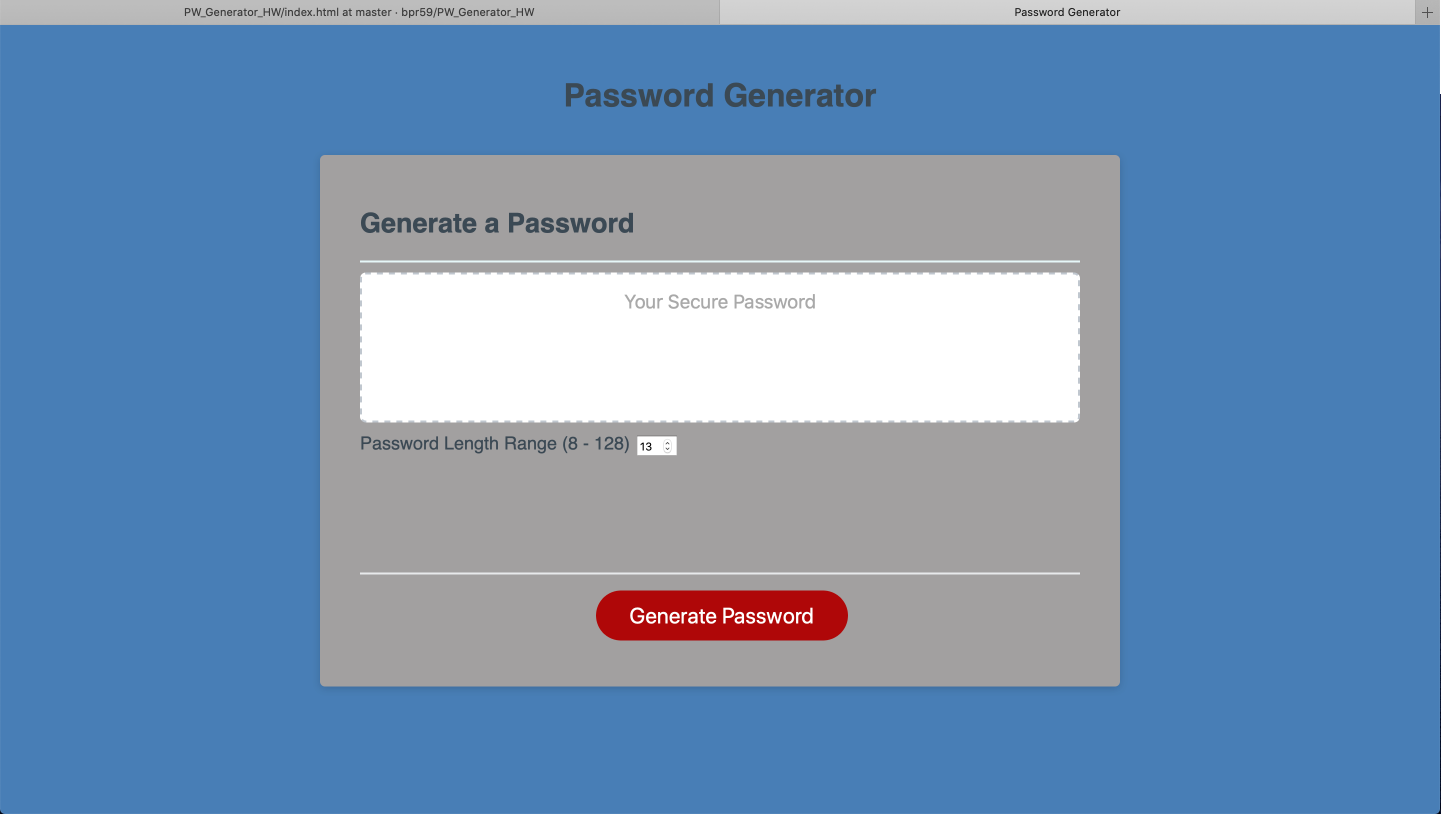 PW_Generator_HW/index.html at master · bpr59/PW_Generator_HW
Password Generator
Password Generator
Generate a Password
Your Secure Password
Password Length Range (8 - 128) 13
Generate Password